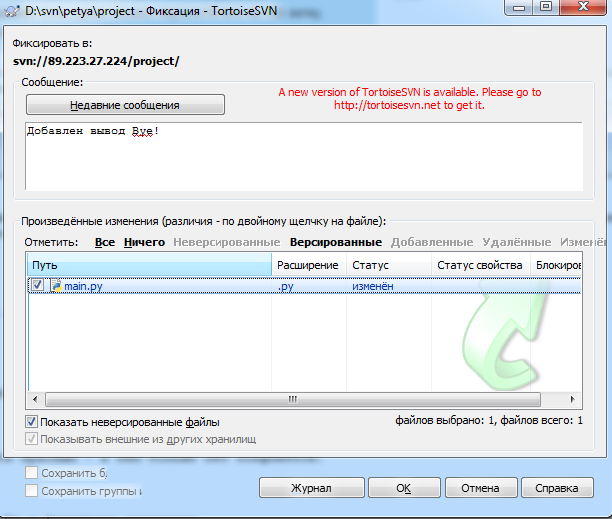 D:\svn\petya\project - Фиксация - TortoiseSVN
Фиксировать в:
svn://89.223.27.224/project/
Сообщение:
Недавние сообщения
A new version of TortoiseSVN is available. Please go to
http://tortoisesvn.net to get it.
Добавлен вывод Bye!
Произведённые изменения (различия - по двойному щелчку на файле):
Отметить: Все Ничего Неверсированные Версированные Добавленные Удалённые Изменён
Путь Расширение Статус Статус свойства Блокиров
main.py .py изменён
Показать неверсированные файлы
файлов выбрано: 1, файлов всего: 1
Показывать внешние из других хранилищ
Сохранить
Сохранить группы и
Журнал OK Отмена Справка